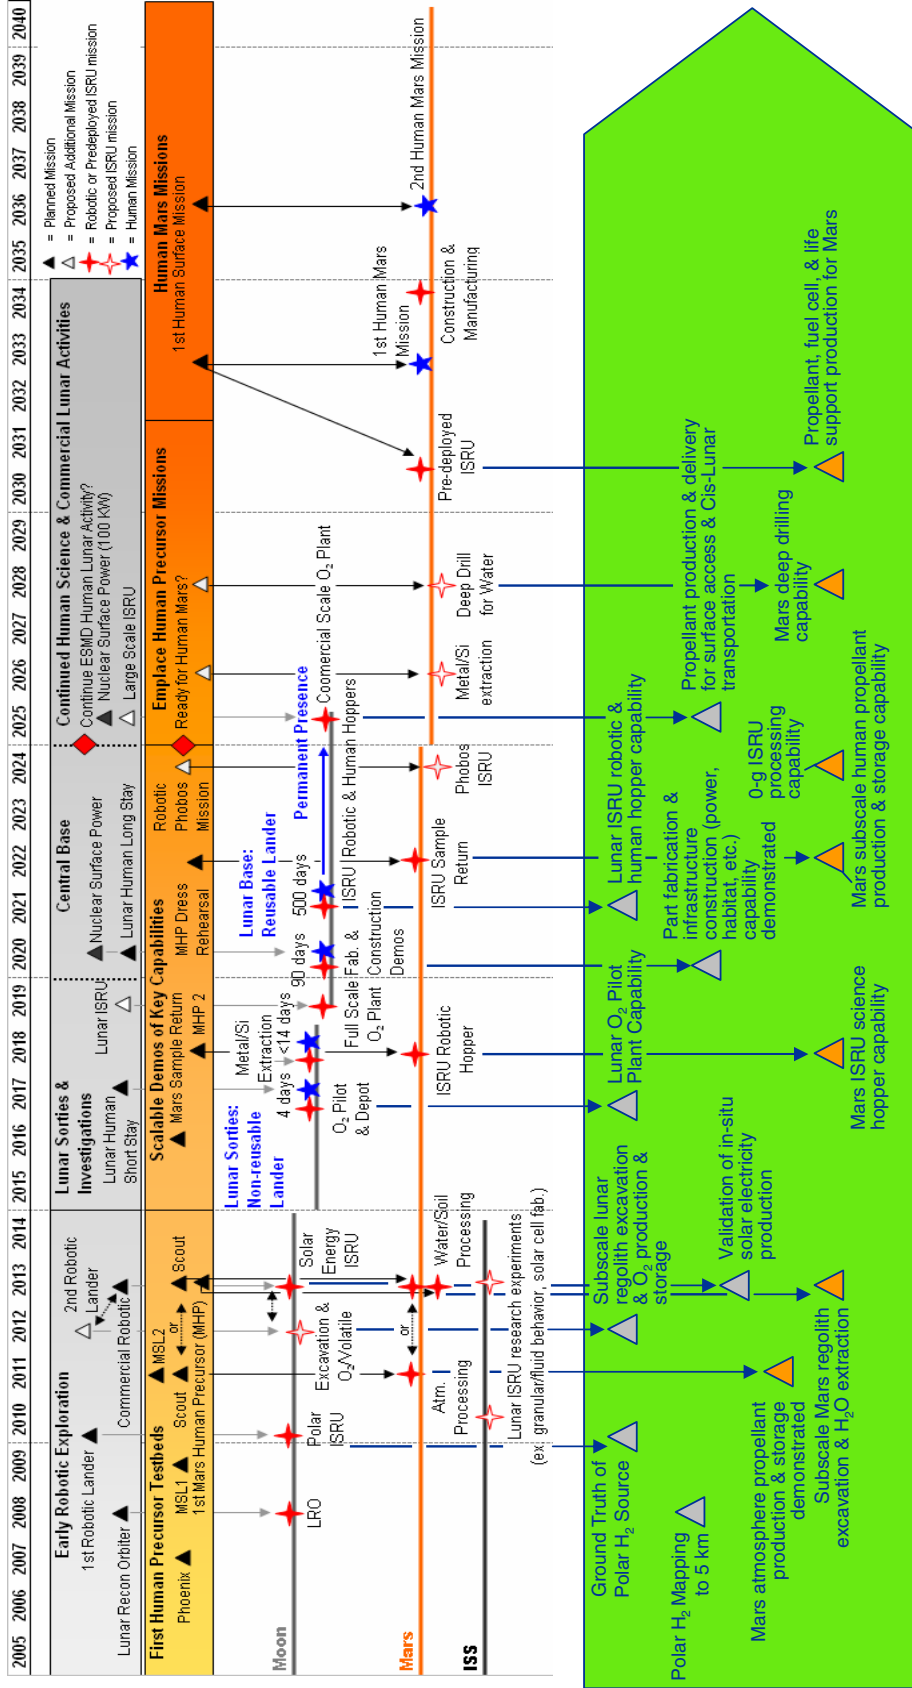 2005 2006 2007 2008 2009 2010 2011 2012 2013 2014 2015 2016 2017 2018 2019 2020 2021 2022 2023 2024 2025 2026 2027 2028 2029 2030 2031 2032 2033 2034 2035 2036 2037 2038 2039 2040
= Planned Mission
= Proposed Additional Mission
= Robotic or Predeployed ISRU mission
= Proposed ISRU mission
= Human Mission
Early Robotic Exploration
1st Robotic Lander
Lunar Recon Orbiter
2nd Robotic
Lander
Commercial Robotic
Lunar Sorties &
Investigations
Lunar Human
Short Stay
Lunar ISRU
Central Base
Nuclear Surface Power
Lunar Human Long Stay
Continued Human Science & Commercial Lunar Activities
Continue ESMD Human Lunar Activity?
Nuclear Surface Power (100 KW)
Large Scale ISRU
First Human Precursor Testbeds
Phoenix
MSL1
Scout
MSL2
or
Scout
1st Mars Human Precursor (MHP)
Scalable Demos of Key Capabilities
Mars Sample Return
MHP 2
MHP Dress
Rehearsal
Robotic
Phobos
Mission
Emplace Human Precursor Missions
Ready for Human Mars?
Human Mars Missions
1st Human Surface Mission
Lunar Sorties:
Non-reusable
Lander
Lunar Base:
Reusable Lander
Permanent Presence
Moon
LRO
Polar
ISRU
Excavation &
O2/Volatile
Solar
Energy
ISRU
4 days
O2 Pilot
& Depot
Metal/Si
Extraction
<14 days
Full Scale
O2 Plant
90 days
Fab. &
Construction
Demos
500 days
ISRU Robotic & Human Hoppers
Coomercial Scale O2 Plant
Mars
Atm.
Processing
or
Water/Soil
Processing
ISRU Robotic
Hopper
ISRU Sample
Return
Phobos
ISRU
Metal/Si
extraction
Deep Drill
for Water
Pre-deployed
ISRU
1st Human Mars
Mission
Construction &
Manufacturing
2nd Human Mars Mission
ISS
Lunar ISRU research experiments
(ex. granular/fluid behavior, solar cell fab.)
Ground Truth of
Polar H2 Source
Polar H2 Mapping
to 5 km
Mars atmosphere propellant
production & storage
demonstrated
Subscale Mars regolith
excavation & H2O extraction
Subscale lunar
regolith excavation
& O2 production &
storage
Validation of in-situ
solar electricity
production
Lunar O2 Pilot
Plant Capability
Mars ISRU science
hopper capability
Lunar ISRU robotic &
human hopper capability
Part fabrication &
infrastructure
construction (power,
habitat, etc.)
capability
demonstrated
0-g ISRU
processing
capability
Mars subscale human propellant
production & storage capability
Propellant production & delivery
for surface access & Cis-Lunar
transportation
Mars deep drilling
capability
Propellant, fuel cell, & life
support production for Mars